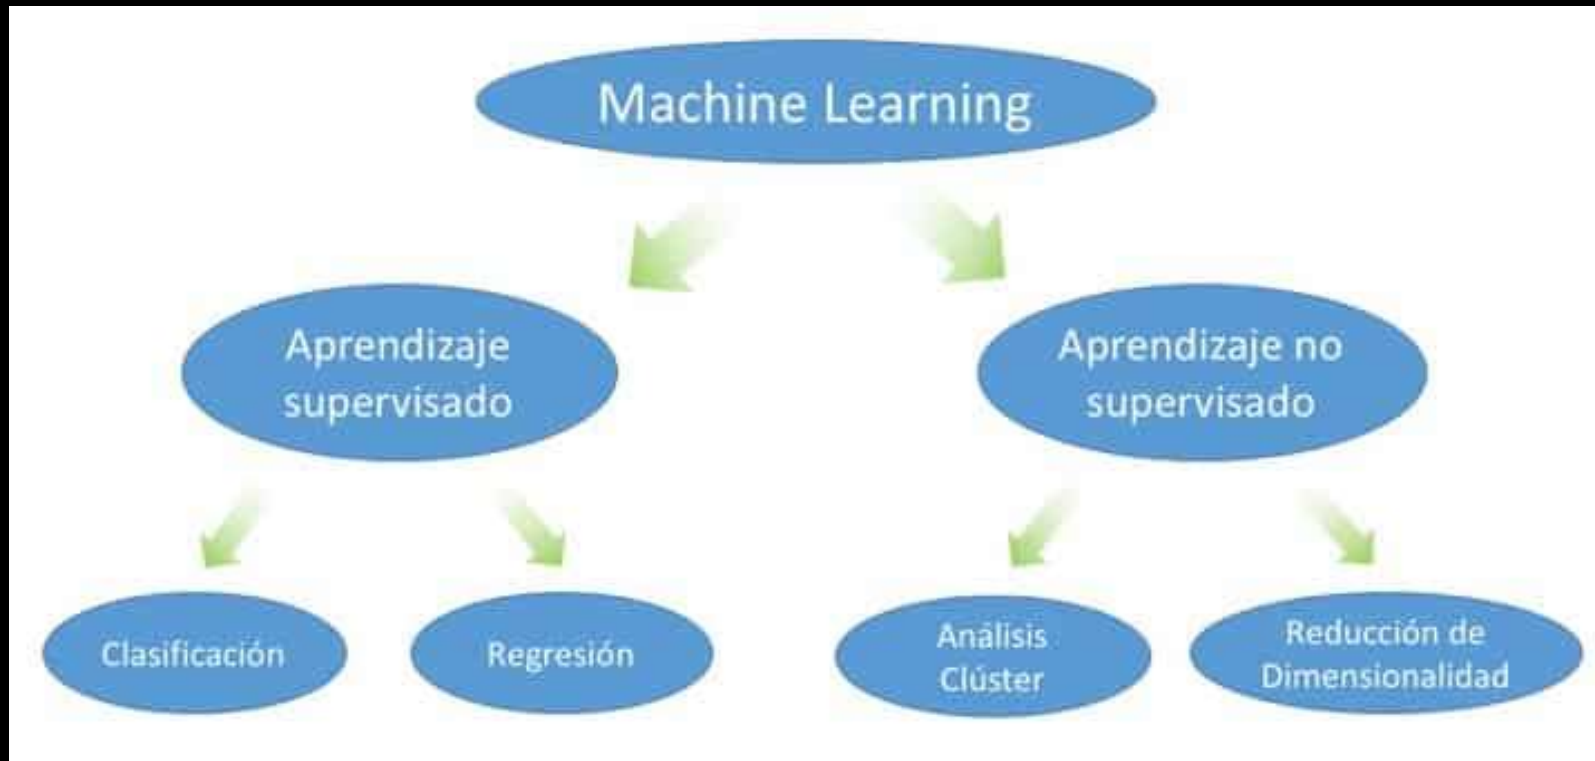 Machine Learning
Aprendizaje
supervisado
Aprendizaje no
supervisado
Clasificación
Regresión
Análisis
Clúster
Reducción de
Dimensionalidad